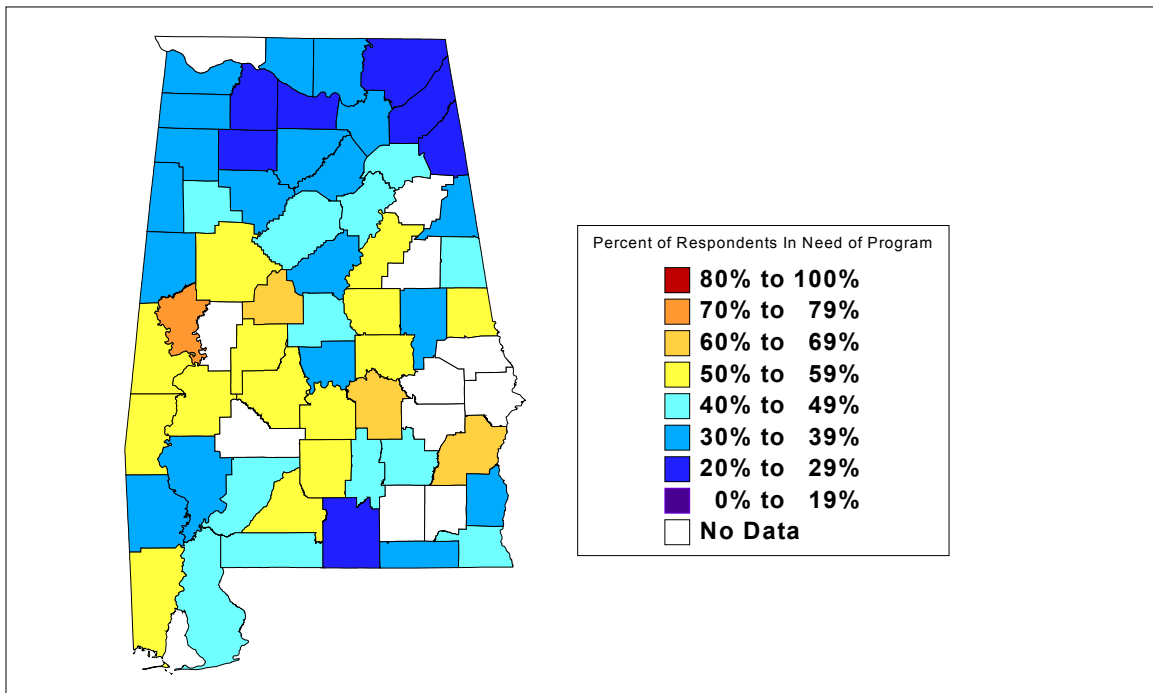 Percent of Respondents In Need of Program
80% to 100%
70% to 79%
60% to 69%
50% to 59%
40% to 49%
30% to 39%
20% to 29%
0% to 19%
No Data